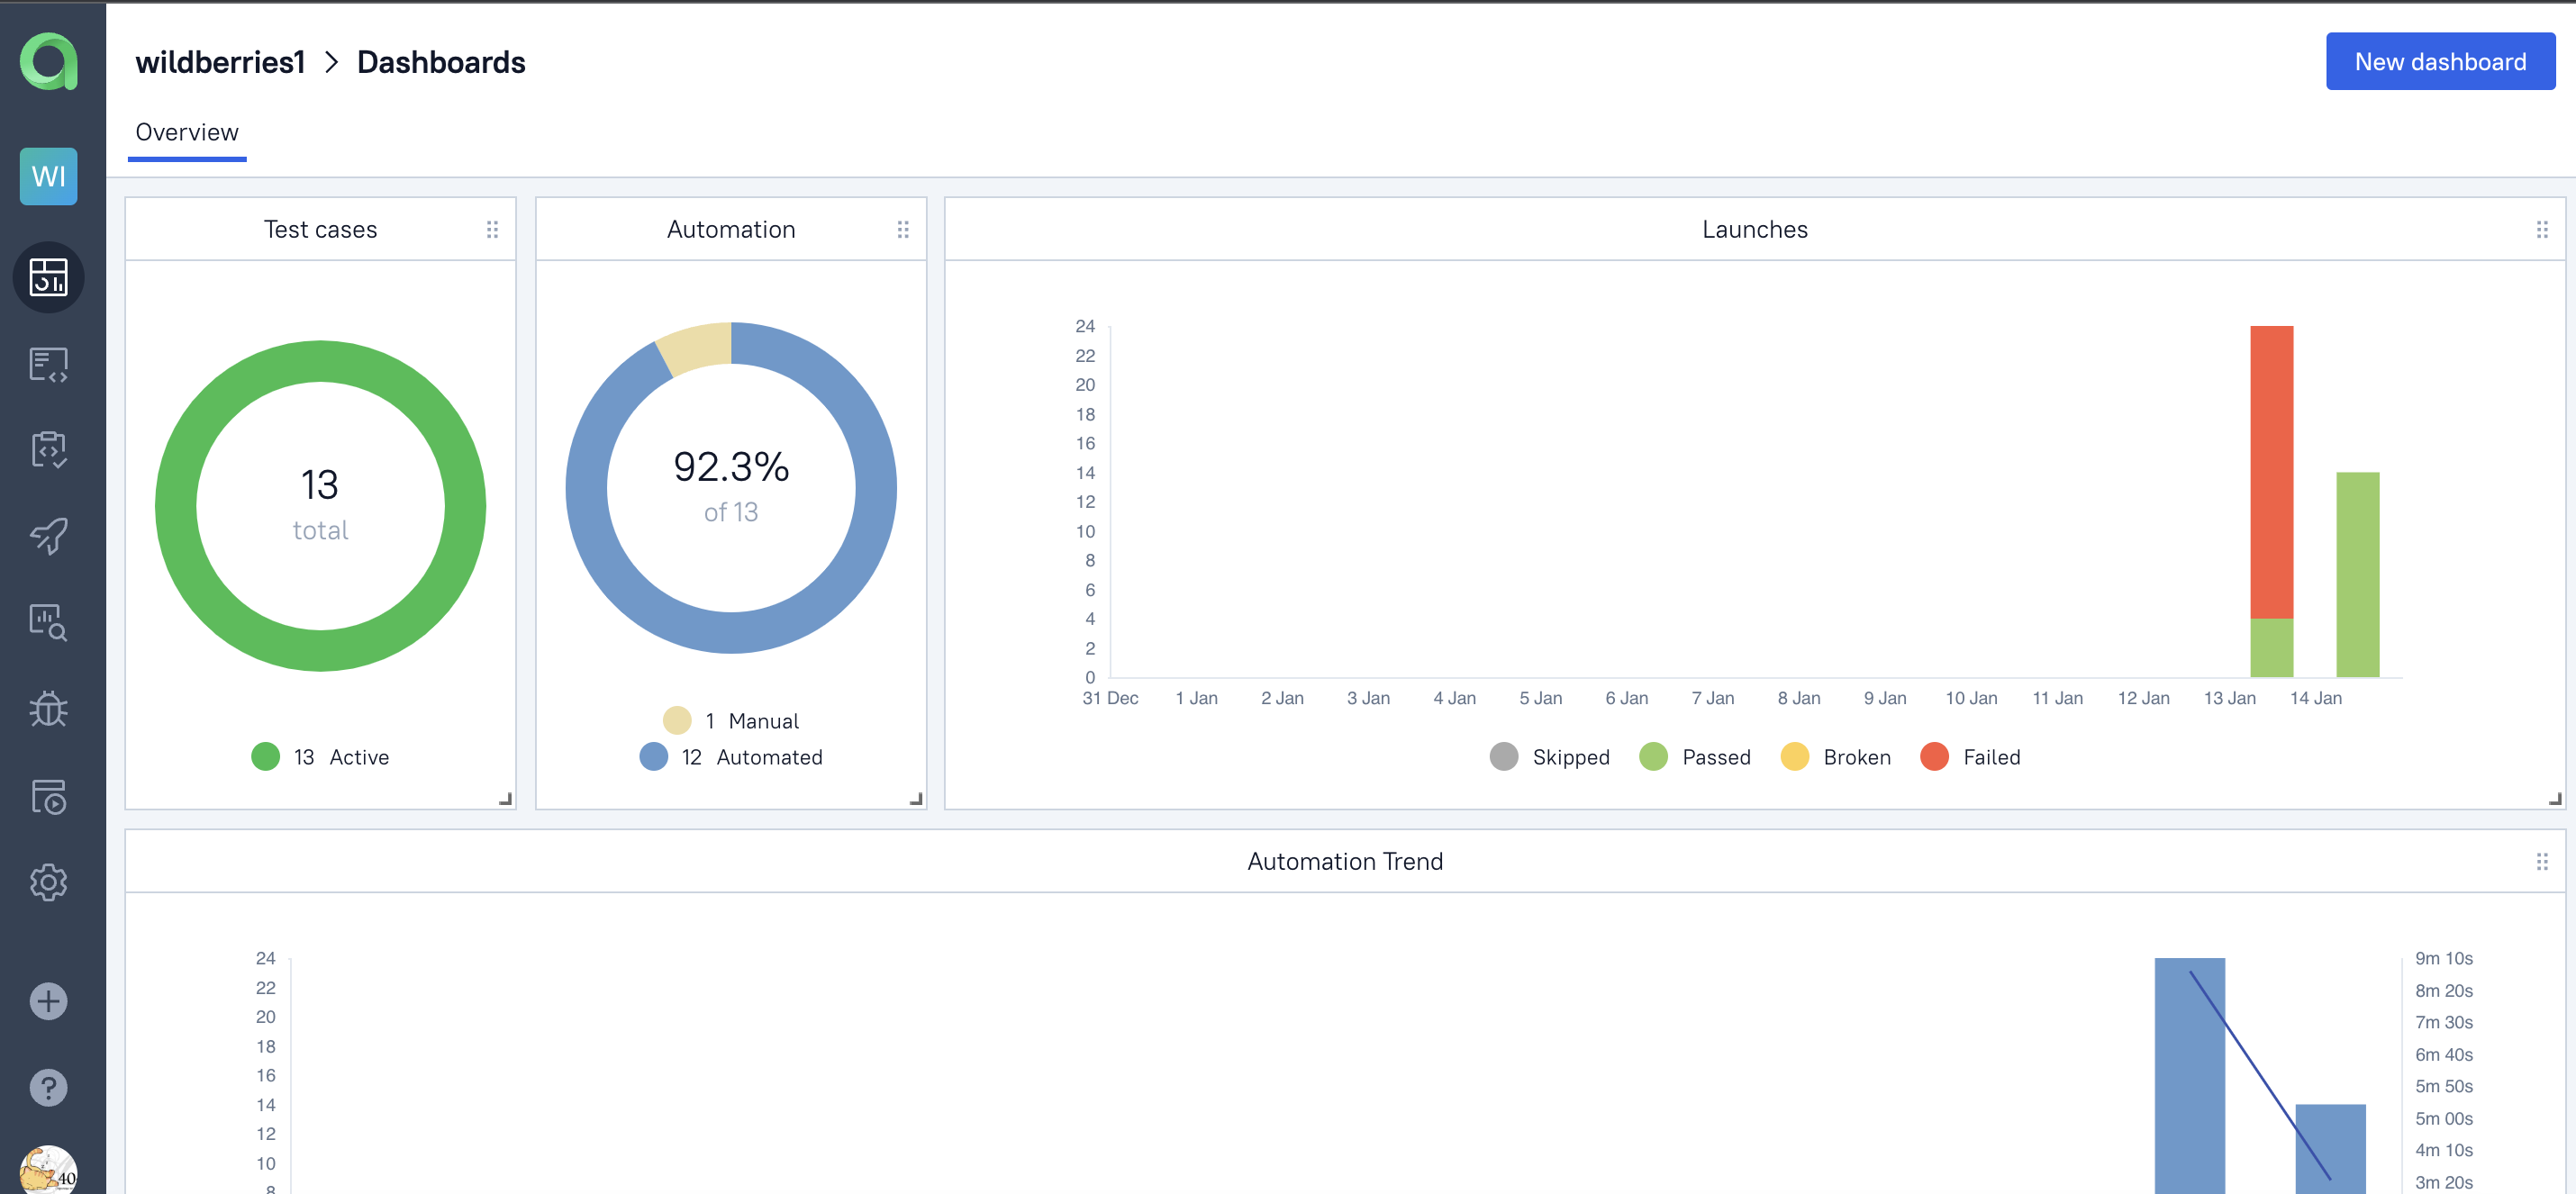 wildberries1 > Dashboards
New dashboard
Overview
WI
Test cases
13
total
13 Active
Automation
92.3%
of 13
1 Manual
12 Automated
Launches
24
22
20
18
16
14
12
10
8
6
4
2
0
31 Dec 1 Jan 2 Jan 3 Jan 4 Jan 5 Jan 6 Jan 7 Jan 8 Jan 9 Jan 10 Jan 11 Jan 12 Jan 13 Jan 14 Jan
Skipped Passed Broken Failed
Automation Trend
24
22
20
18
16
14
12
10
8
9m 10s
8m 20s
7m 30s
6m 40s
5m 50s
5m 00s
4m 10s
3m 20s
40